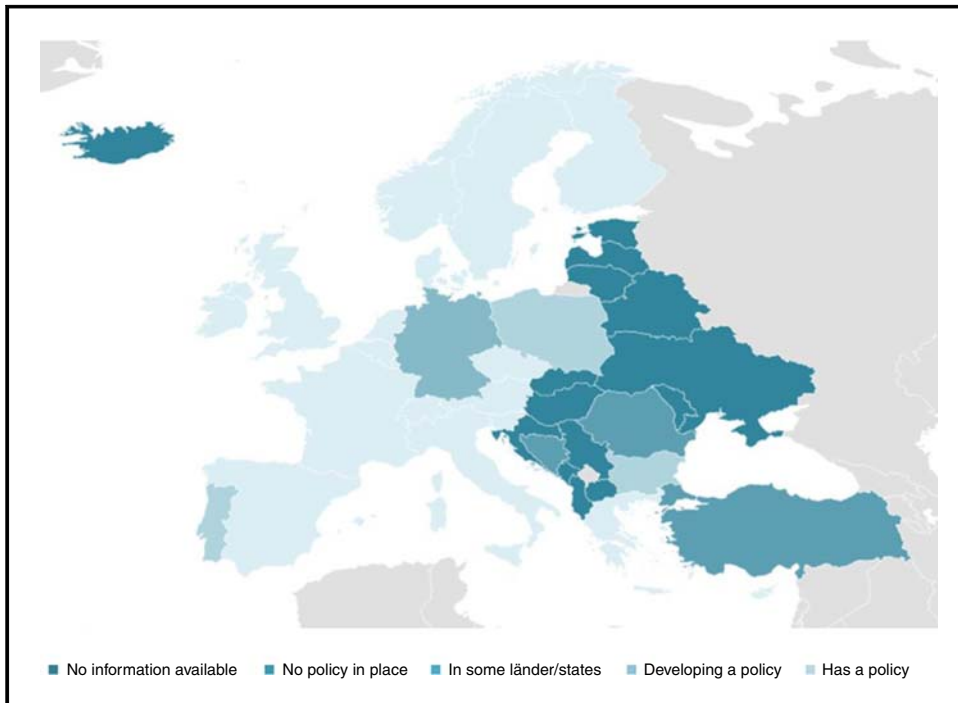 No information available No policy in place In some länder/states Developing a policy Has a policy